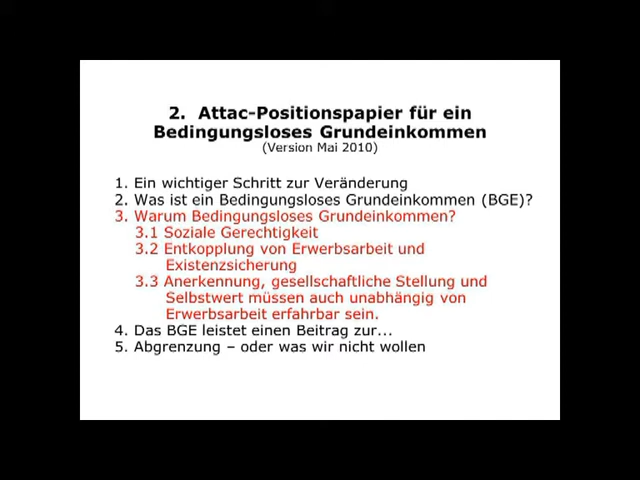 2. Attac-Positionspapier für ein
Bedingungsloses Grundeinkommen
(Version Mai 2010)
1. Ein wichtiger Schritt zur Veränderung
2. Was ist ein Bedingungsloses Grundeinkommen (BGE)?
3. Warum Bedingungsloses Grundeinkommen?
3.1 Soziale Gerechtigkeit
3.2 Entkopplung von Erwerbsarbeit und
Existenzsicherung
3.3 Anerkennung, gesellschaftliche Stellung und
Selbstwert müssen auch unabhängig von
Erwerbsarbeit erfahrbar sein.
4. Das BGE leistet einen Beitrag zur...
5. Abgrenzung – oder was wir nicht wollen